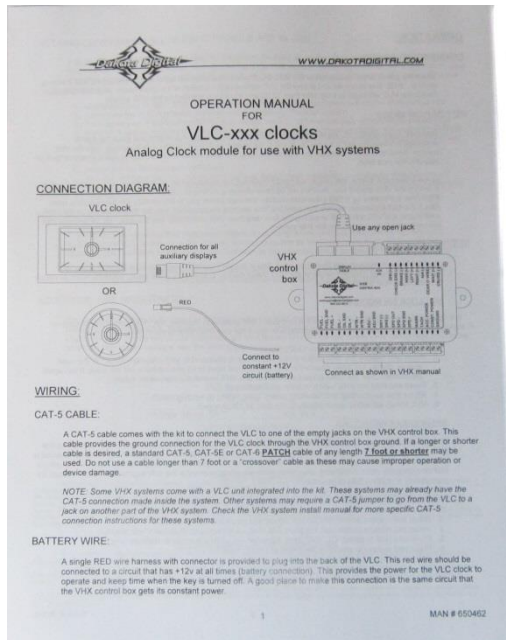 Dakota Digital
WWW.DAKOTADIGITAL.COM
OPERATION MANUAL
FOR
VLC-xxx clocks
Analog Clock module for use with VHX systems
CONNECTION DIAGRAM:
VLC clock
Use any open jack
Connection for all
auxiliary displays
VHX
control
box
OR
RED
Dakota Digital
Connect to
constant +12V
circuit (battery)
Connect as shown in VHX manual
WIRING:
CAT-5 CABLE:
A CAT-5 cable comes with the kit to connect the VLC to one of the empty jacks on the VHX control box. This
cable provides the ground connection for the VLC clock through the VHX control box ground. If a longer or shorter
cable is desired, a standard CAT-5, CAT-5E or CAT-6 PATCH cable of any length 7 foot or shorter may be
used. Do not use a cable longer than 7 foot or a 'crossover' cable as these may cause improper operation or
device damage.
NOTE: Some VHX systems come with a VLC unit integrated into the kit. These systems may already have the
CAT-5 connection made inside the system. Other systems may require a CAT-5 jumper to go from the VLC to a
jack on another part of the VHX system. Check the VHX system install manual for more specific CAT-5
connection instructions for these systems.
BATTERY WIRE:
A single RED wire harness with connector is provided to plug into the back of the VLC. This red wire should be
connected to a circuit that has +12V at all times (battery connection). This provides the power for the VLC clock to
operate and keep time when the key is turned off. A good place to make this connection is the same circuit that
the VHX control box gets its constant power.
1
MAN # 650462